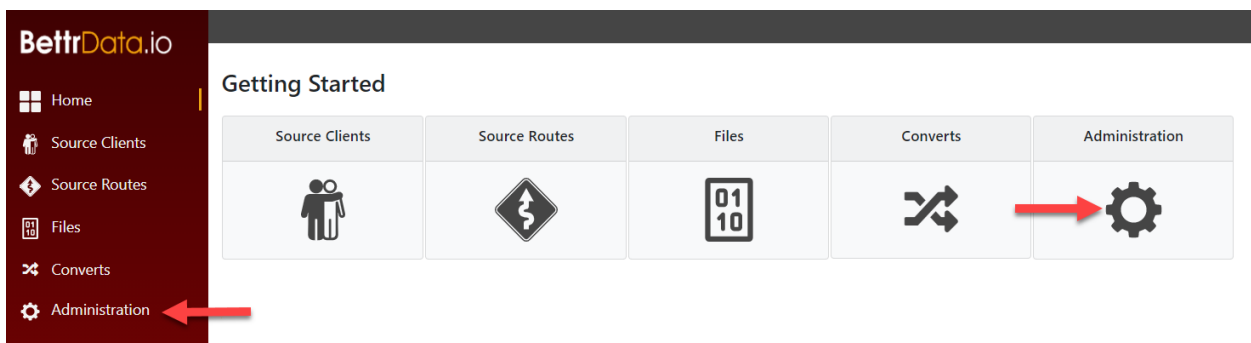 BettrData.io
Home
Source Clients
Source Routes
Files
Converts
Administration
Getting Started
Source Clients Source Routes Files Converts Administration
01
10